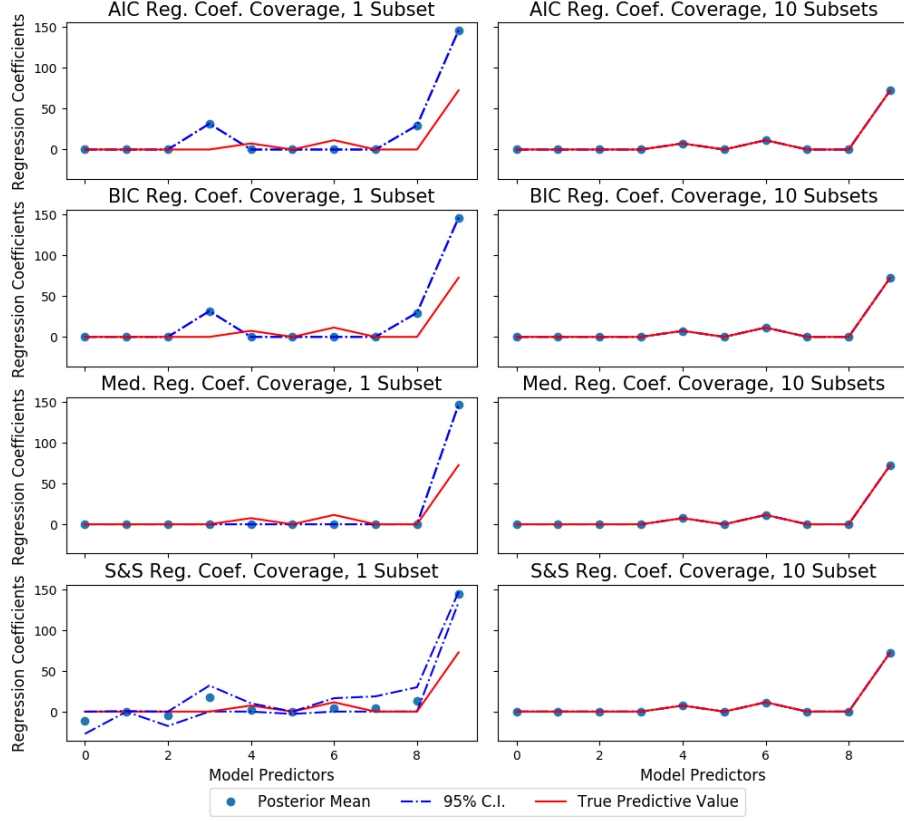 AIC Reg. Coef. Coverage, 1 Subset
AIC Reg. Coef. Coverage, 10 Subsets
Regression Coefficients
150
100
50
0
BIC Reg. Coef. Coverage, 1 Subset
BIC Reg. Coef. Coverage, 10 Subsets
Regression Coefficients
150
100
50
0
Med. Reg. Coef. Coverage, 1 Subset
Med. Reg. Coef. Coverage, 10 Subsets
Regression Coefficients
150
100
50
0
S&S Reg. Coef. Coverage, 1 Subset
S&S Reg. Coef. Coverage, 10 Subset
Regression Coefficients
150
100
50
0
0 2 4 6 8
0 2 4 6 8
Model Predictors
Model Predictors
Posterior Mean 95% C.I. True Predictive Value